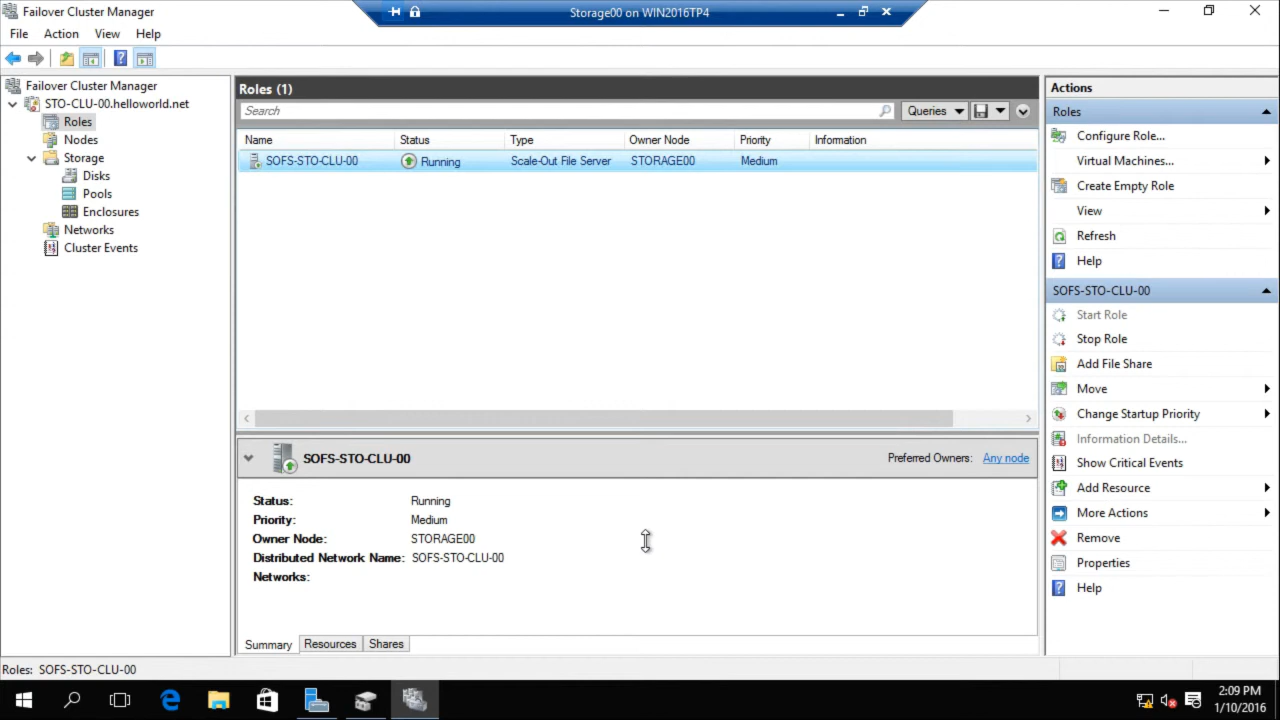 Failover Cluster Manager
Storage00 on WIN2016TP4
File Action View Help
Failover Cluster Manager
STO-CLU-00.helloworld.net
Roles
Nodes
Storage
Disks
Pools
Enclosures
Networks
Cluster Events
Roles (1)
Search
Queries
Name Status Type Owner Node Priority Information
SOFS-STO-CLU-00 Running Scale-Out File Server STORAGE00 Medium
SOFS-STO-CLU-00
Preferred Owners: Any node
Status: Running
Priority: Medium
Owner Node: STORAGE00
Distributed Network Name: SOFS-STO-CLU-00
Networks:
Summary Resources Shares
Actions
Roles
Configure Role...
Virtual Machines...
Create Empty Role
View
Refresh
Help
SOFS-STO-CLU-00
Start Role
Stop Role
Add File Share
Move
Change Startup Priority
Information Details...
Show Critical Events
Add Resource
More Actions
Remove
Properties
Help
Roles: SOFS-STO-CLU-00
2:09 PM
1/10/2016